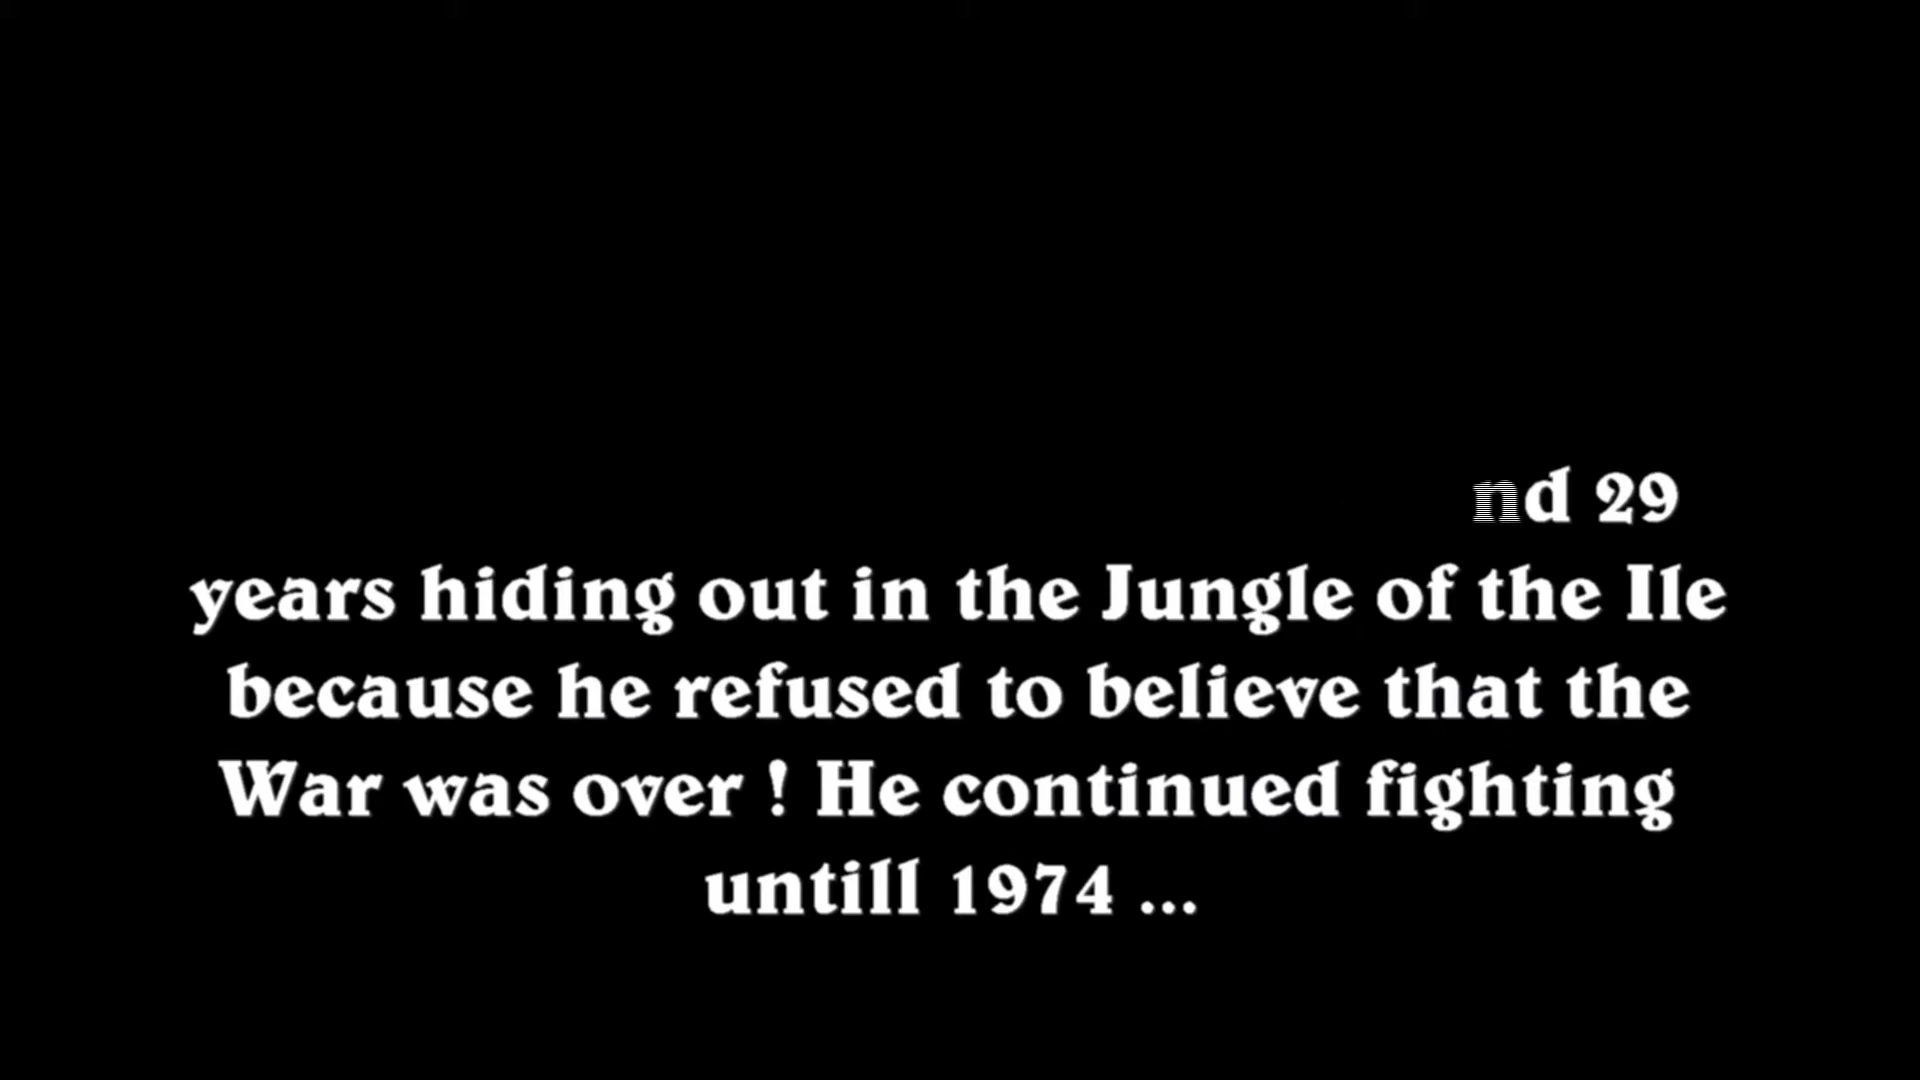 nd 29
years hiding out in the Jungle of the Ile
because he refused to believe that the
War was over ! He continued fighting
untill 1974 ...